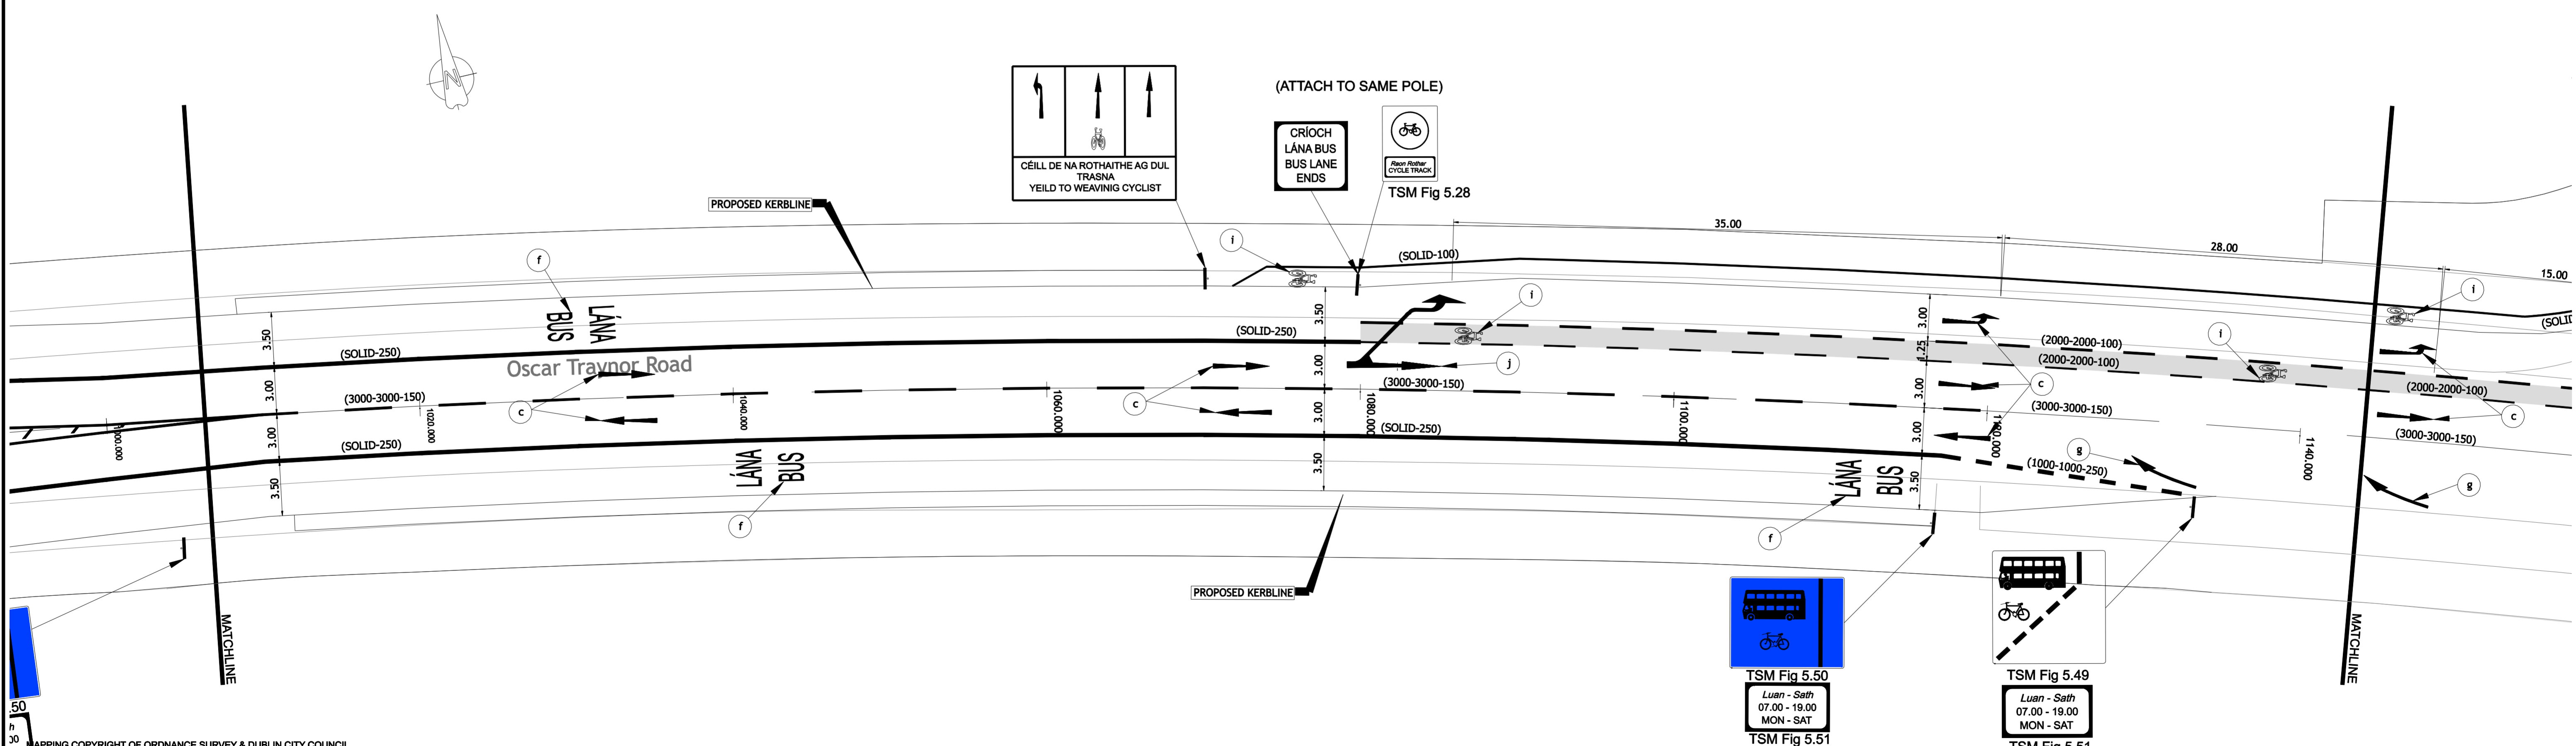 N
CÉILL DE NA ROTHAITHE AG DUL
TRASNA
YEILD TO WEAVINIG CYCLIST
(ATTACH TO SAME POLE)
CRÍOCH
LÁNA BUS
BUS LANE
ENDS
Raon Rothar
CYCLE TRACK
TSM Fig 5.28
PROPOSED KERBLINE
35.00
28.00
15.00
f
i
(SOLID-100)
i
i
i
(SOLID
LÁNA
BUS
3.50
3.00
3.00
3.50
(SOLID-250)
Oscar Traynor Road
(SOLID-250)
3.50
3.00
3.00
3.50
j
3.00
1.25
3.00
3.00
3.50
(2000-2000-100)
(2000-2000-100)
(2000-2000-100)
(3000-3000-150)
(3000-3000-150)
(3000-3000-150)
(3000-3000-150)
c
c
c
c
1000.000
1020.000
1040.000
1060.000
1080.000
1100.000
1120.000
1140.000
(SOLID-250)
(SOLID-250)
(1000-1000-250)
g
g
LÁNA
BUS
LÁNA
BUS
f
f
PROPOSED KERBLINE
MATCHLINE
MATCHLINE
TSM Fig 5.50
Luan - Sath
07.00 - 19.00
MON - SAT
TSM Fig 5.51
TSM Fig 5.49
Luan - Sath
07.00 - 19.00
MON - SAT
TSM Fig 5.51
.50
h
00
MAPPING COPYRIGHT OF ORDNANCE SURVEY & DUBLIN CITY COUNCIL